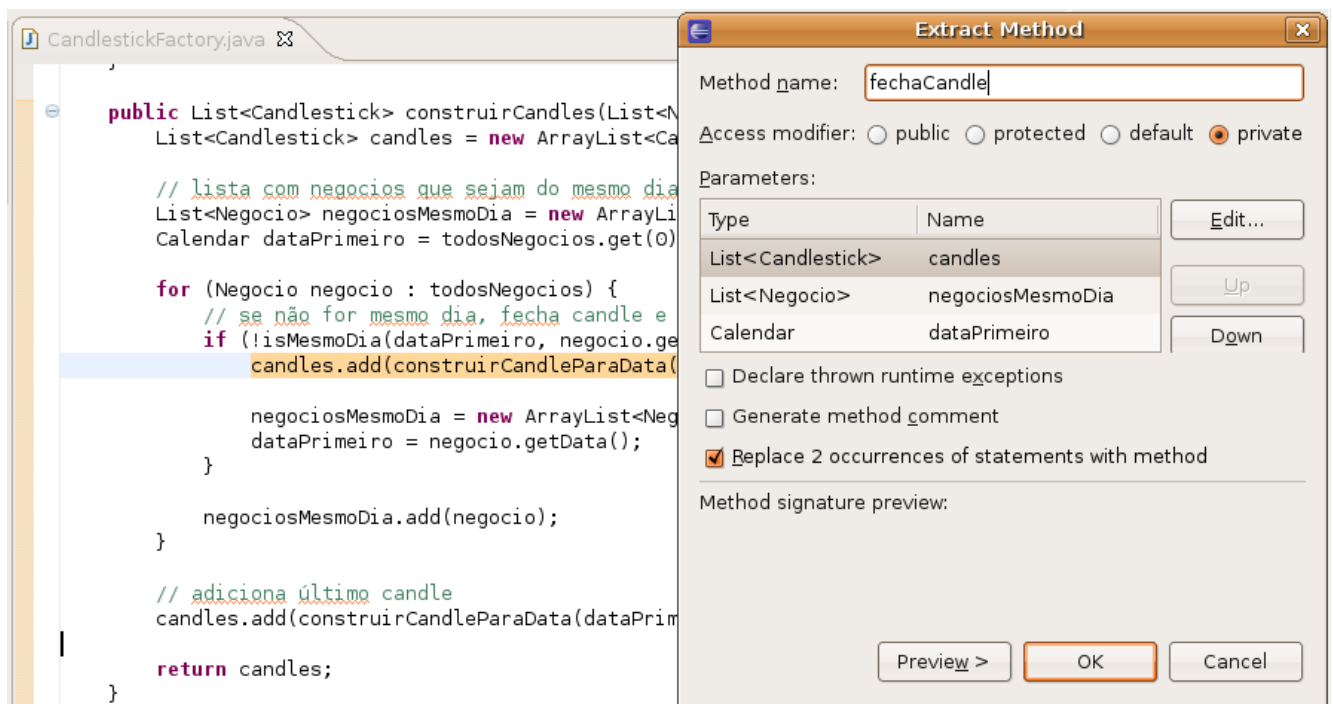 CandlestickFactory.java
}
public List<Candlestick> construirCandles(List<N
List<Candlestick> candles = new ArrayList<Ca
// lista com negocios que sejam do mesmo dia
List<Negocio> negociosMesmoDia = new ArrayLi
Calendar dataPrimeiro = todosNegocios.get(0)
for (Negocio negocio : todosNegocios) {
// se não for mesmo dia, fecha candle e
if (!isMesmoDia(dataPrimeiro, negocio.ge
candles.add(construirCandleParaData(
negociosMesmoDia = new ArrayList<Neg
dataPrimeiro = negocio.getData();
}
negociosMesmoDia.add(negocio);
}
// adiciona último candle
candles.add(construirCandleParaData(dataPrim
return candles;
}
Extract Method
Method name: fechaCandle
Access modifier: public protected default private
Parameters:
Type Name
List<Candlestick> candles
List<Negocio> negociosMesmoDia
Calendar dataPrimeiro
Edit...
Up
Down
Declare thrown runtime exceptions
Generate method comment
Replace 2 occurrences of statements with method
Method signature preview:
Preview > OK Cancel